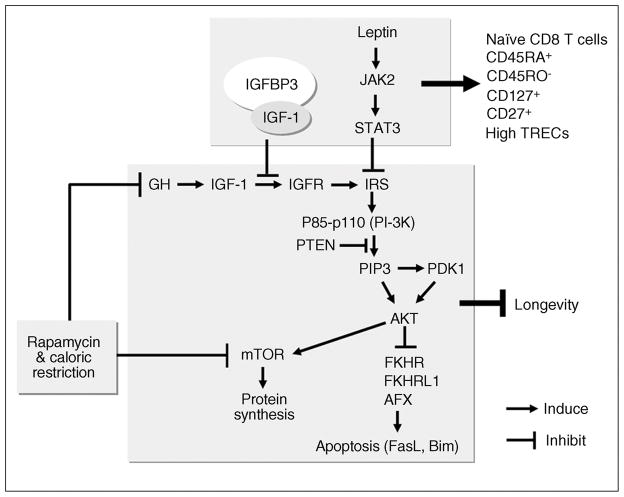 Leptin
JAK2
STAT3
IGFBP3
IGF-1
Naïve CD8 T cells
CD45RA+
CD45RO-
CD127+
CD27+
High TRECs
GH
IGF-1
IGFR
IRS
P85-p110 (PI-3K)
PTEN
PIP3
PDK1
AKT
Longevity
Rapamycin
& caloric
restriction
mTOR
Protein
synthesis
FKHR
FKHRL1
AFX
Apoptosis (FasL, Bim)
Induce
Inhibit